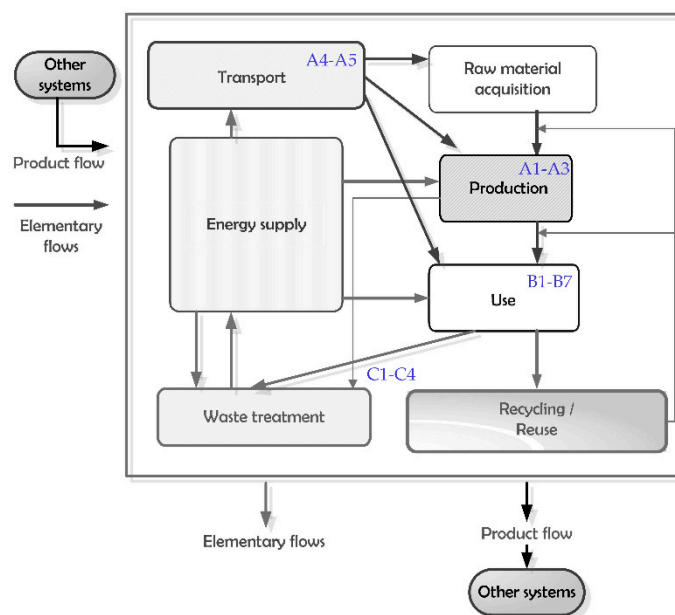 Other
systems
Product flow
Elementary
flows
A4-A5
Transport
Raw material
acquisition
A1-A3
Production
Energy supply
B1-B7
Use
C1-C4
Waste treatment
Recycling /
Reuse
Elementary flows
Product flow
Other systems